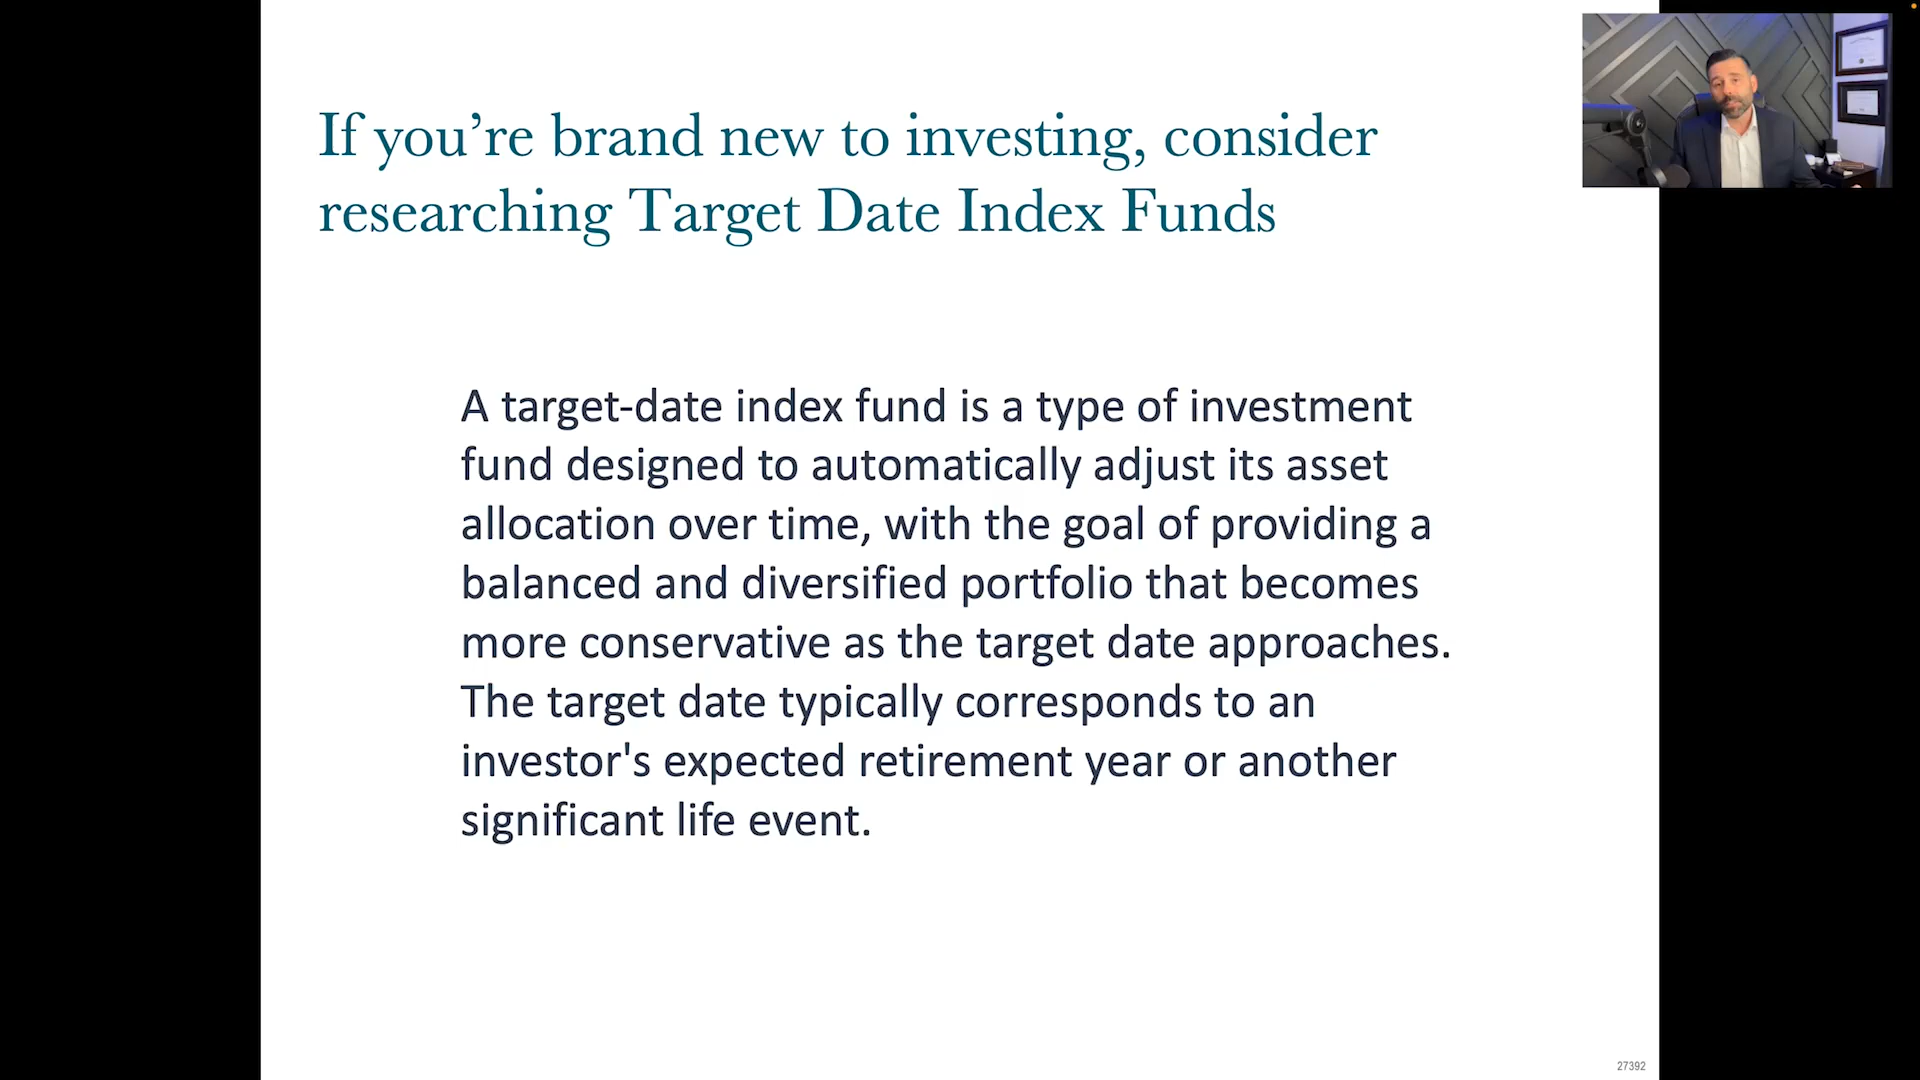 If you’re brand new to investing, consider
researching Target Date Index Funds
A target-date index fund is a type of investment
fund designed to automatically adjust its asset
allocation over time, with the goal of providing a
balanced and diversified portfolio that becomes
more conservative as the target date approaches.
The target date typically corresponds to an
investor's expected retirement year or another
significant life event.
27392